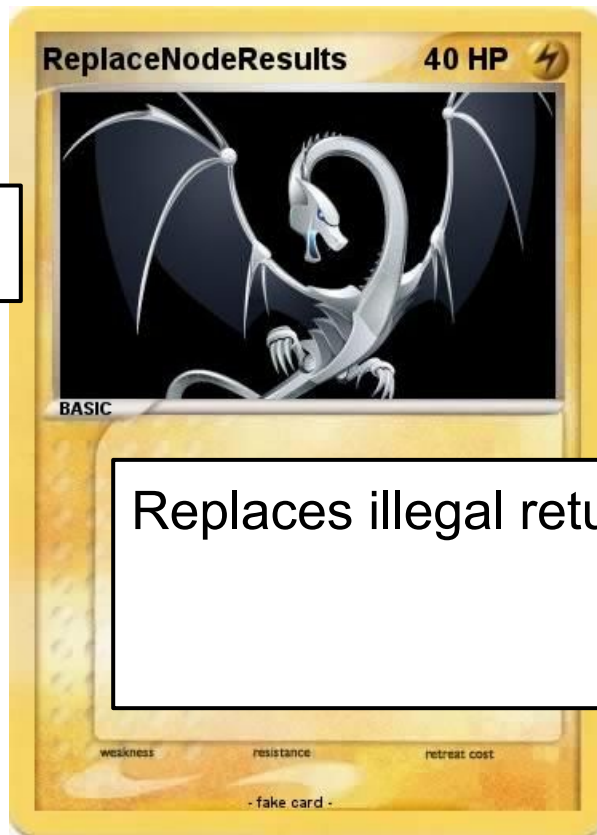 ReplaceNodeResults 40 HP
BASIC
Replaces illegal retu
weakness resistance retreat cost
- fake card -